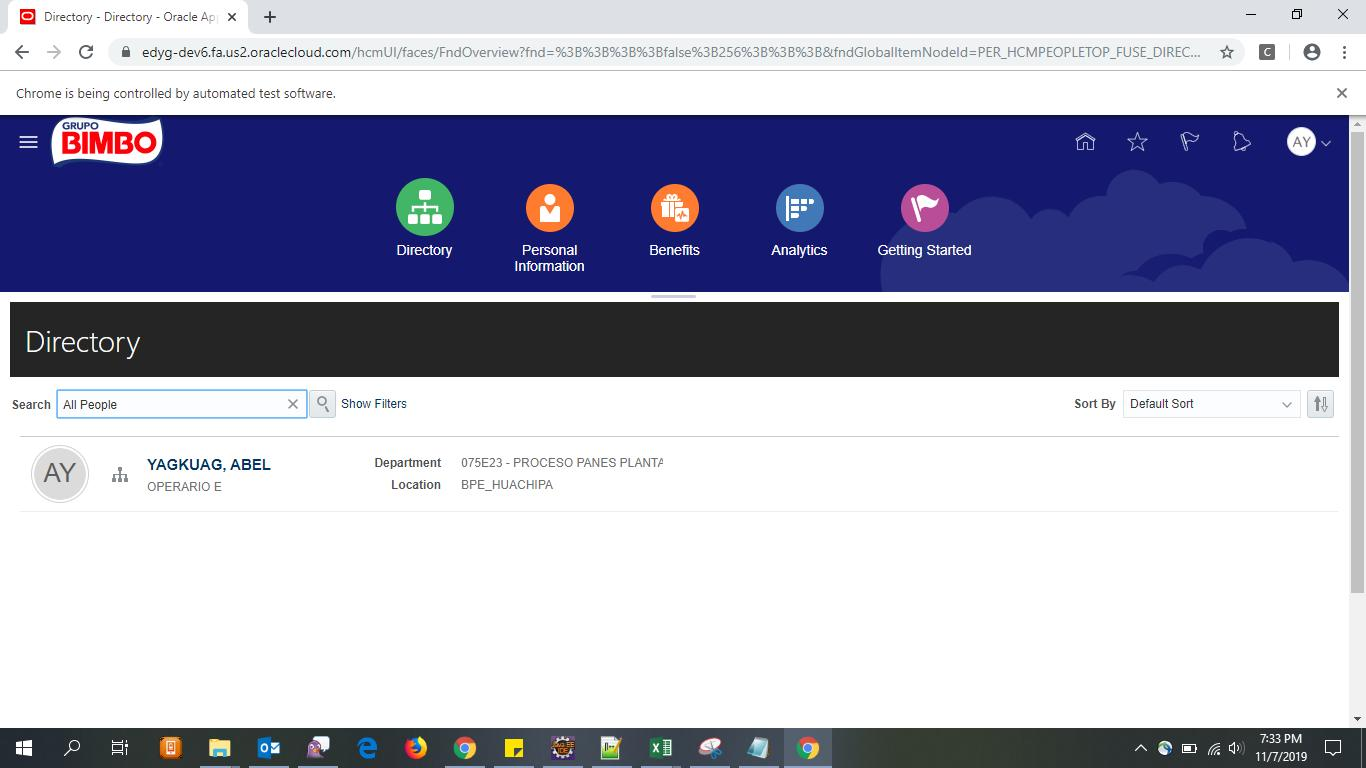 Directory - Directory - Oracle Ap
edyg-dev6.fa.us2.oraclecloud.com/hcmUI/faces/FndOverview?fnd=%3B%3B%3B%3Bfalse%3B256%3B%3B%3B&fndGlobalItemNodeId=PER_HCMPEOPLETOP_FUSE_DIREC...
C
Chrome is being controlled by automated test software.
GRUPO
BIMBO
AY
Directory
Personal
Information
Benefits
Analytics
Getting Started
Directory
Search All People Show Filters Sort By Default Sort
AY
YAGKUAG, ABEL
OPERARIO E
Department 075E23 - PROCESO PANES PLANTA
Location BPE_HUACHIPA
7:33 PM
11/7/2019